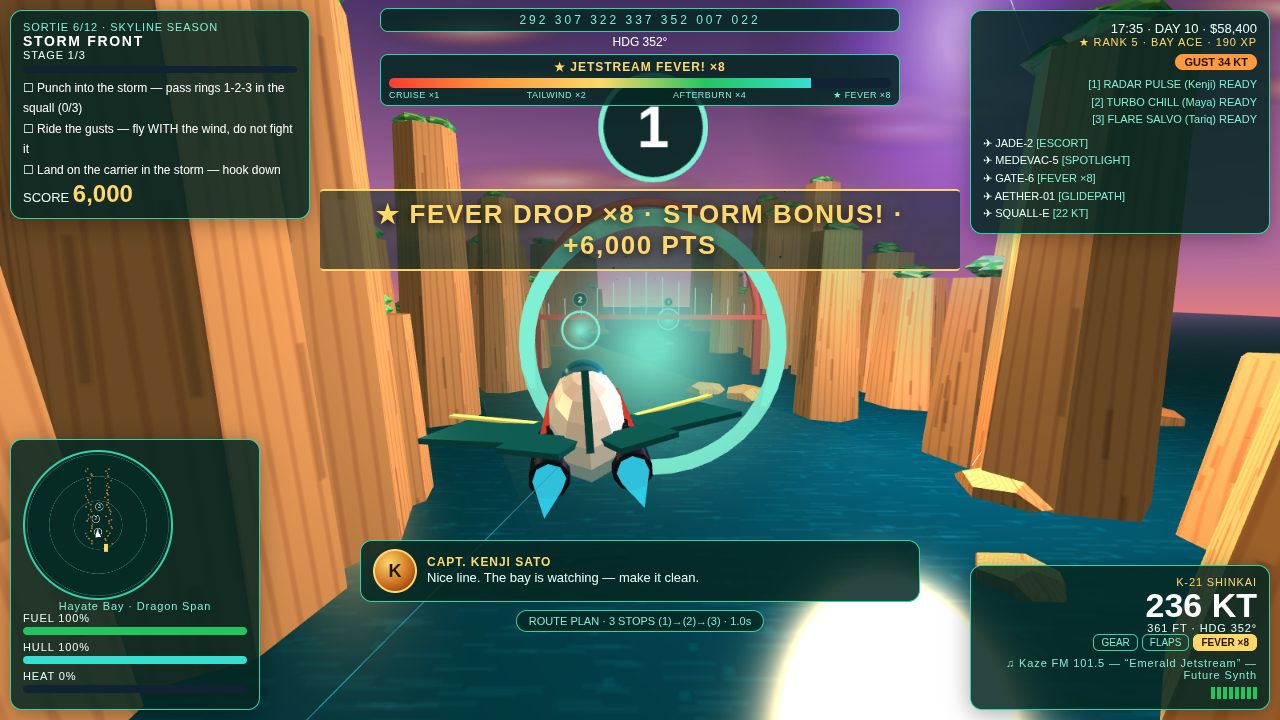 SORTIE 6/12 · SKYLINE SEASON
STORM FRONT
STAGE 1/3
☐ Punch into the storm — pass rings 1-2-3 in the
squall (0/3)
☐ Ride the gusts — fly WITH the wind, do not fight
it
☐ Land on the carrier in the storm — hook down
SCORE 6,000
292 307 322 337 352 007 022
HDG 352°
★ JETSTREAM FEVER! ×8
CRUISE ×1 TAILWIND ×2 AFTERBURN ×4 ★ FEVER ×8
1
★ FEVER DROP ×8 · STORM BONUS! ·
+6,000 PTS
2
17:35 · DAY 10 · $58,400
★ RANK 5 · BAY ACE · 190 XP
GUST 34 KT
[1] RADAR PULSE (Kenji) READY
[2] TURBO CHILL (Maya) READY
[3] FLARE SALVO (Tariq) READY
✈ JADE-2 [ESCORT]
✈ MEDEVAC-5 [SPOTLIGHT]
✈ GATE-6 [FEVER ×8]
✈ AETHER-01 [GLIDEPATH]
✈ SQUALL-E [22 KT]
Hayate Bay · Dragon Span
FUEL 100%
HULL 100%
HEAT 0%
K
CAPT. KENJI SATO
Nice line. The bay is watching — make it clean.
ROUTE PLAN · 3 STOPS (1)→(2)→(3) · 1.0s
K-21 SHINKAI
236 KT
361 FT · HDG 352°
GEAR FLAPS FEVER ×8
♫ Kaze FM 101.5 — “Emerald Jetstream” —
Future Synth